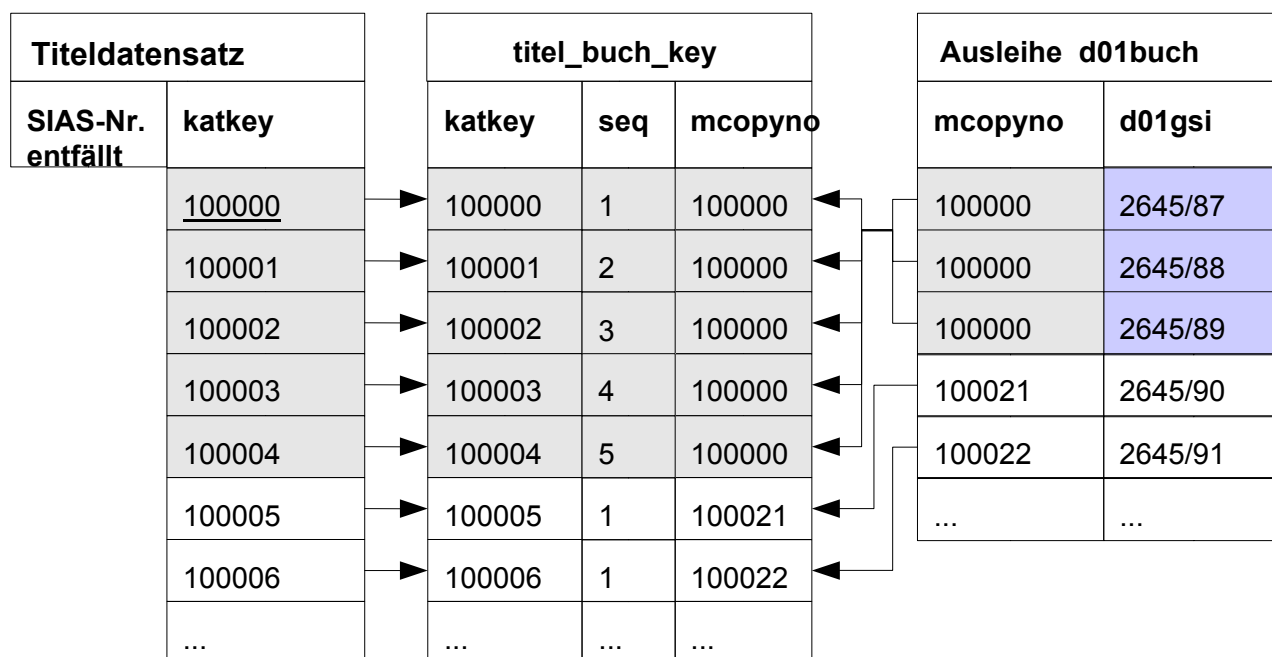 Titeldatensatz titel_buch_key Ausleihe d01buch
SIAS-Nr. katkey katkey seq mcopyno mcopyno d01gsi
entfällt
100000 100000 1 100000 100000 2645/87
100001 100001 2 100000 100000 2645/88
100002 100002 3 100000 100000 2645/89
100003 100003 4 100000 100021 2645/90
100004 100004 5 100000 100022 2645/91
100005 100005 1 100021 ... ...
100006 100006 1 100022
... ... ... ...